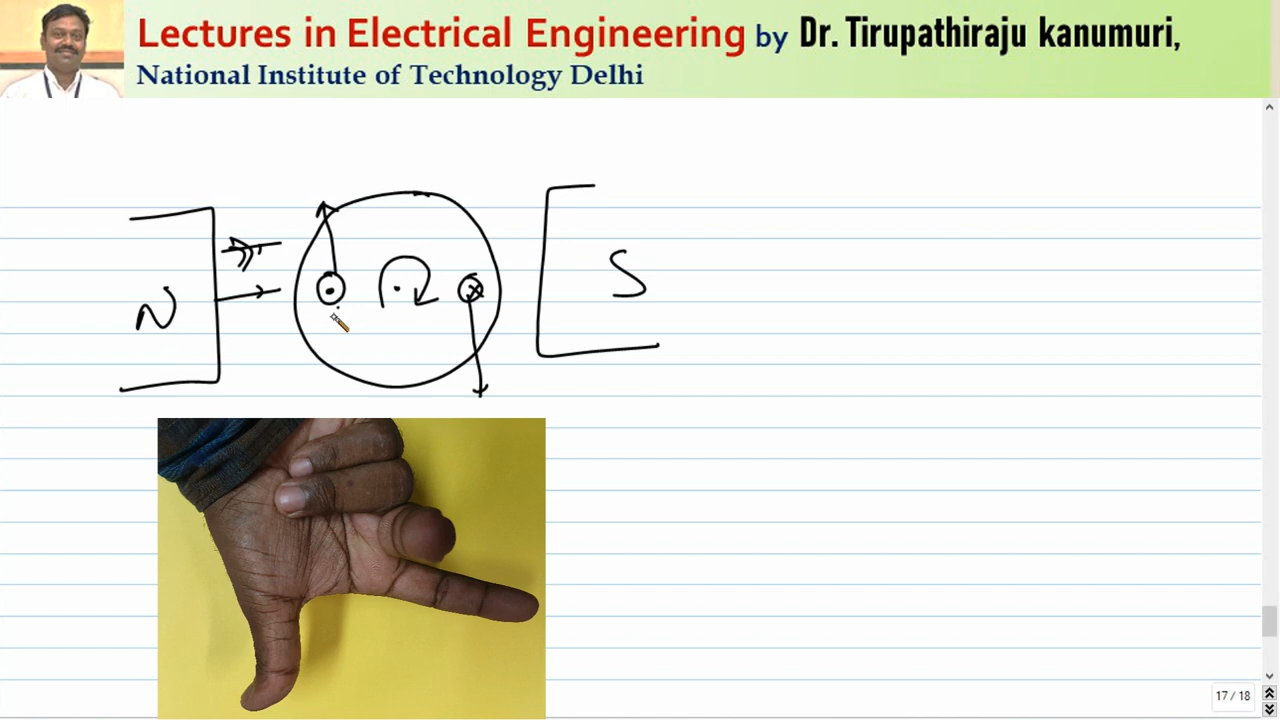 Lectures in Electrical Engineering by Dr. Tirupathiraju kanumuri,
National Institute of Technology Delhi
N S
17 / 18